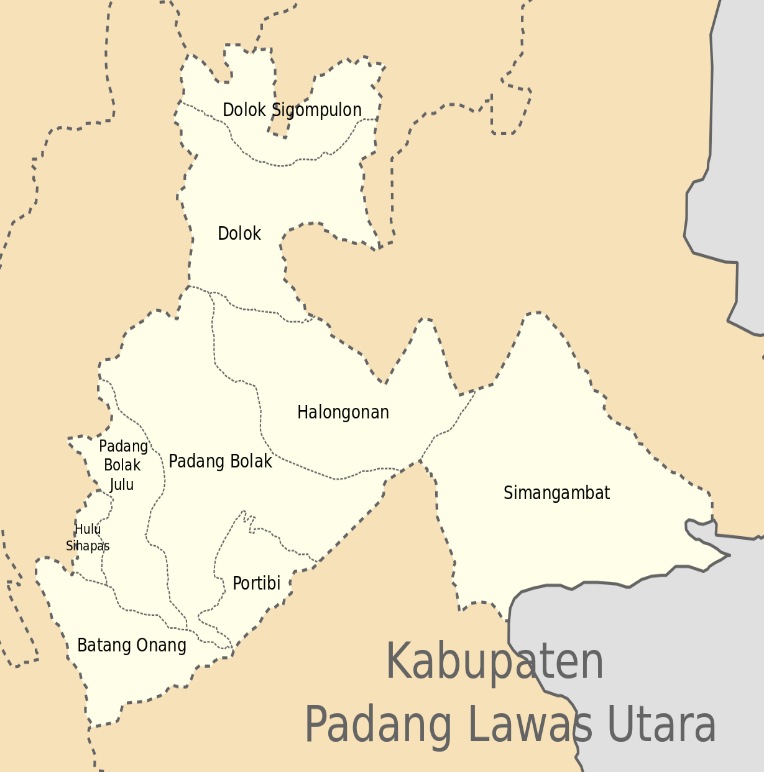 Dolok Sigompulon
Dolok
Halongonan
Padang
Bolak
Julu
Padang Bolak
Simangambat
Hulu
Sihapas
Portibi
Batang Onang
Kabupaten
Padang Lawas Utara